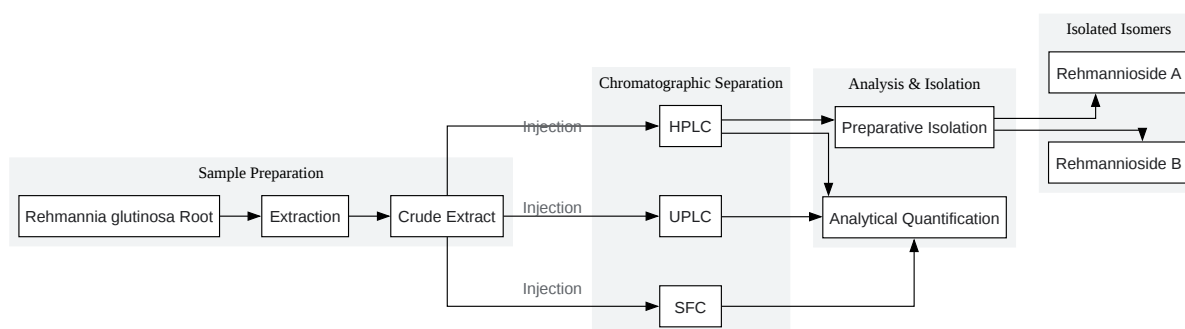 Sample Preparation
Rehmannia glutinosa Root
Extraction
Crude Extract
Injection
Injection
Injection
Chromatographic Separation
HPLC
UPLC
SFC
Analysis & Isolation
Preparative Isolation
Analytical Quantification
Isolated Isomers
Rehmannioside A
Rehmannioside B